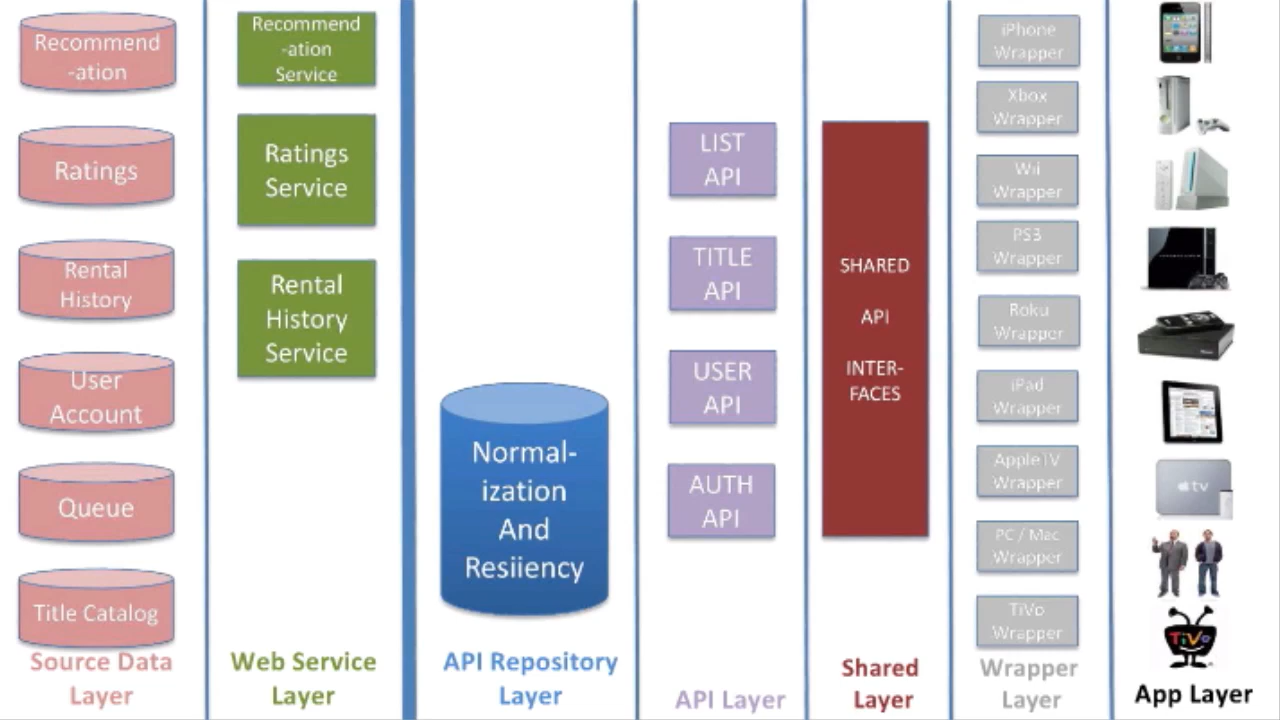 Recommend
-ation
Ratings
Rental
History
User
Account
Queue
Title Catalog
Source Data
Layer
Recommend
-ation
Service
Ratings
Service
Rental
History
Service
Web Service
Layer
Normal-
ization
And
Resiiency
API Repository
Layer
LIST
API
TITLE
API
USER
API
AUTH
API
API Layer
SHARED
API
INTER-
FACES
Shared
Layer
iPhone
Wrapper
Xbox
Wrapper
Wii
Wrapper
PS3
Wrapper
Roku
Wrapper
iPad
Wrapper
AppleTV
Wrapper
PC / Mac
Wrapper
TiVo
Wrapper
Wrapper
Layer
tv
TiVo
App Layer